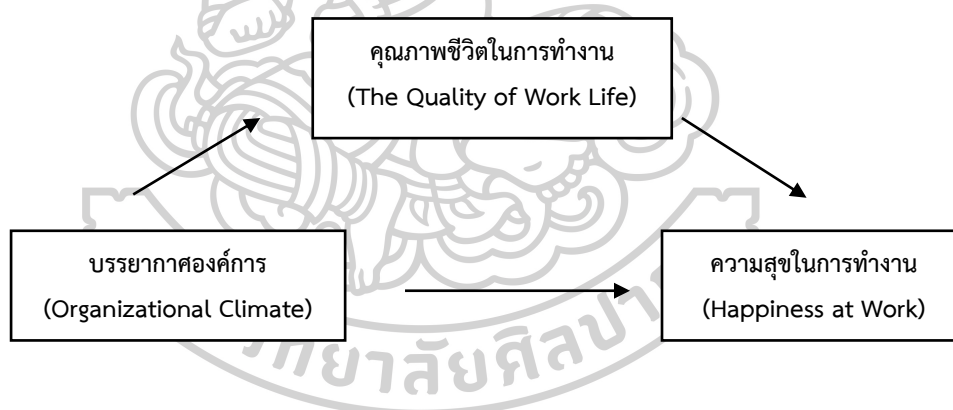 คุณภาพชีวิตในการทำงาน
(The Quality of Work Life)
บรรยากาศองค์การ
(Organizational Climate)
ความสุขในการทำงาน
(Happiness at Work)